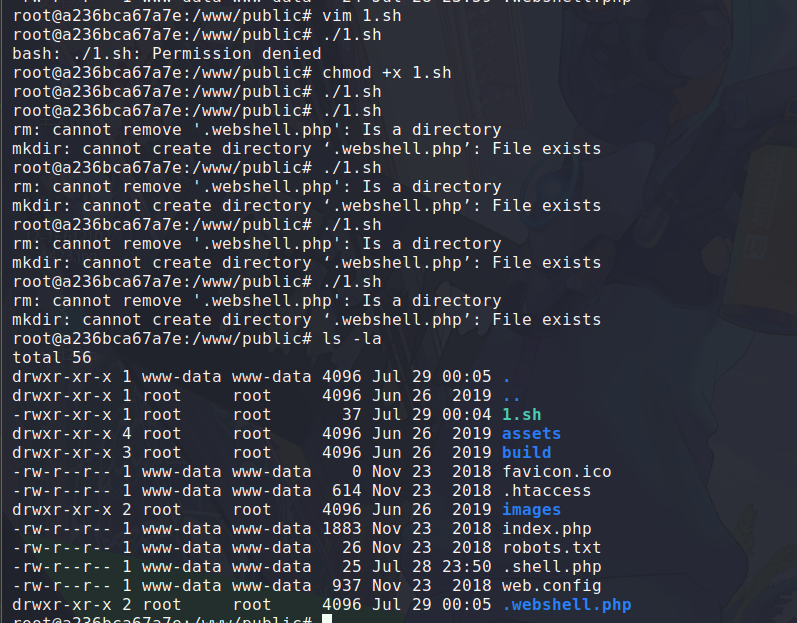 root@a236bca67a7e:/www/public# vim 1.sh
root@a236bca67a7e:/www/public# ./1.sh
bash: ./1.sh: Permission denied
root@a236bca67a7e:/www/public# chmod +x 1.sh
root@a236bca67a7e:/www/public# ./1.sh
root@a236bca67a7e:/www/public# ./1.sh
rm: cannot remove '.webshell.php': Is a directory
mkdir: cannot create directory ‘.webshell.php’: File exists
root@a236bca67a7e:/www/public# ./1.sh
rm: cannot remove '.webshell.php': Is a directory
mkdir: cannot create directory ‘.webshell.php’: File exists
root@a236bca67a7e:/www/public# ./1.sh
rm: cannot remove '.webshell.php': Is a directory
mkdir: cannot create directory ‘.webshell.php’: File exists
root@a236bca67a7e:/www/public# ./1.sh
rm: cannot remove '.webshell.php': Is a directory
mkdir: cannot create directory ‘.webshell.php’: File exists
root@a236bca67a7e:/www/public# ls -la
total 56
drwxr-xr-x 1 www-data www-data 4096 Jul 29 00:05 .
drwxr-xr-x 1 root     root     4096 Jun 26  2019 ..
-rwxr-xr-x 1 root     root       37 Jul 29 00:04 1.sh
drwxr-xr-x 4 root     root     4096 Jun 26  2019 assets
drwxr-xr-x 3 root     root     4096 Jun 26  2019 build
-rw-r--r-- 1 www-data www-data    0 Nov 23  2018 favicon.ico
-rw-r--r-- 1 www-data www-data  614 Nov 23  2018 .htaccess
drwxr-xr-x 2 root     root     4096 Jun 26  2019 images
-rw-r--r-- 1 www-data www-data 1883 Nov 23  2018 index.php
-rw-r--r-- 1 www-data www-data   26 Nov 23  2018 robots.txt
-rw-r--r-- 1 www-data www-data   25 Jul 28 23:50 .shell.php
-rw-r--r-- 1 www-data www-data  937 Nov 23  2018 web.config
drwxr-xr-x 2 root     root     4096 Jul 29 00:05 .webshell.php
root@a236bca67a7e:/www/public#